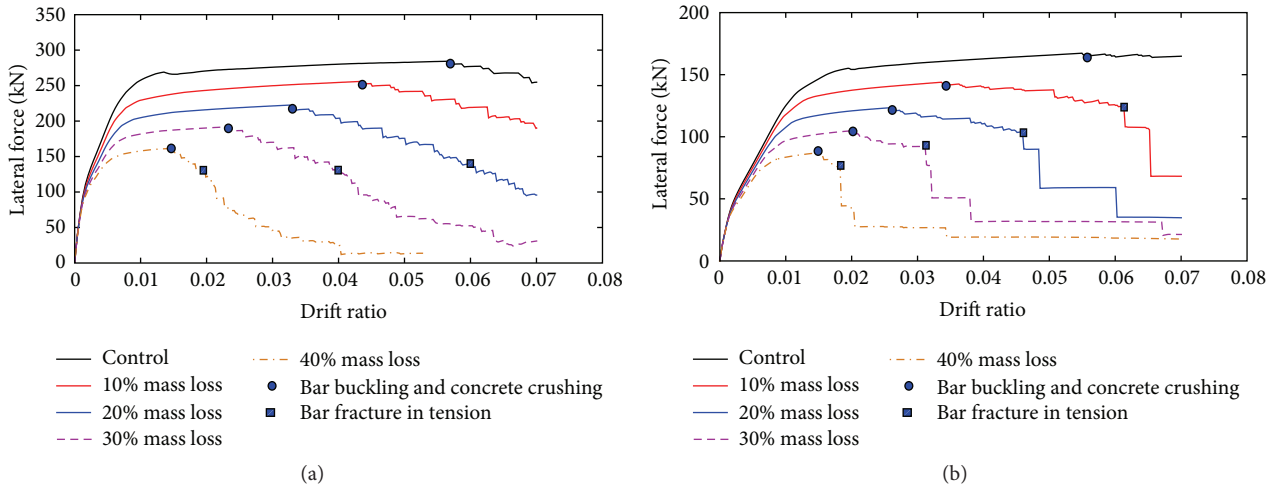 350
300
250
200
150
100
50
0
Lateral force (kN)
0 0.01 0.02 0.03 0.04 0.05 0.06 0.07 0.08
Drift ratio
Control
10% mass loss
20% mass loss
30% mass loss
40% mass loss
Bar buckling and concrete crushing
Bar fracture in tension
(a)
200
150
100
50
0
Lateral force (kN)
0 0.01 0.02 0.03 0.04 0.05 0.06 0.07 0.08
Drift ratio
Control
10% mass loss
20% mass loss
30% mass loss
40% mass loss
Bar buckling and concrete crushing
Bar fracture in tension
(b)